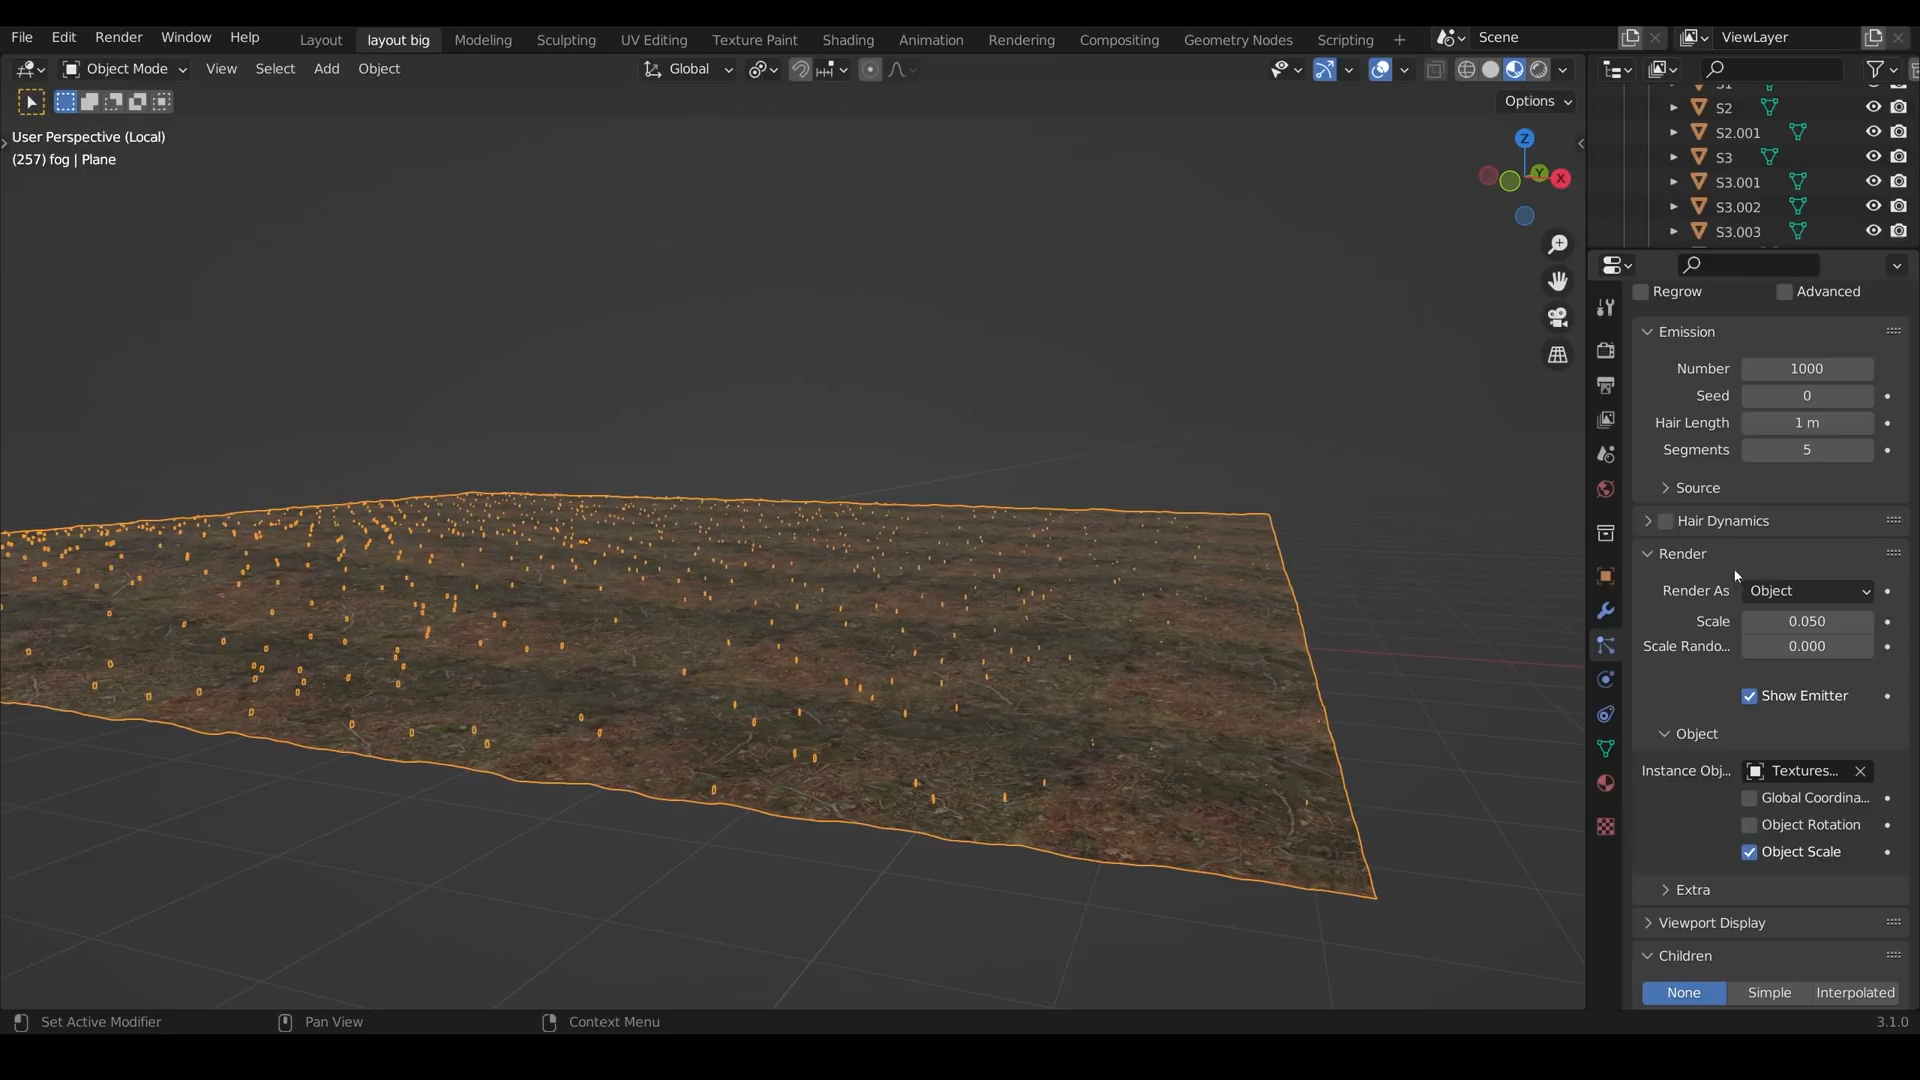 File Edit Render Window Help Layout layout big Modeling Sculpting UV Editing Texture Paint Shading Animation Rendering Compositing Geometry Nodes Scripting + Scene ViewLayer
Object Mode View Select Add Object Global
Options
User Perspective (Local)
(257) fog | Plane
Z
Y
X
S1
S2
S2.001
S3
S3.001
S3.002
S3.003
Regrow Advanced
Emission
Number 1000
Seed 0
Hair Length 1 m
Segments 5
Source
Hair Dynamics
Render
Render As Object
Scale 0.050
Scale Rando... 0.000
Show Emitter
Object
Instance Obj... Textures...
Global Coordina...
Object Rotation
Object Scale
Extra
Viewport Display
Children
None Simple Interpolated
Set Active Modifier Pan View Context Menu 3.1.0